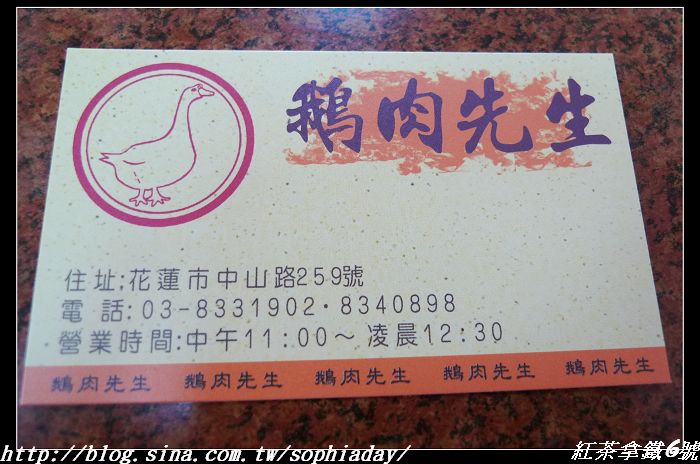 鵝肉先生
住址:花蓮市中山路259號
電話:03-8331902·8340898
營業時間:中午11:00~凌晨12:30
鵝肉先生 鵝肉先生 鵝肉先生 鵝肉先生 鵝肉先生
http://blog.sina.com.tw/sophiaday/ 紅茶拿鐵6號